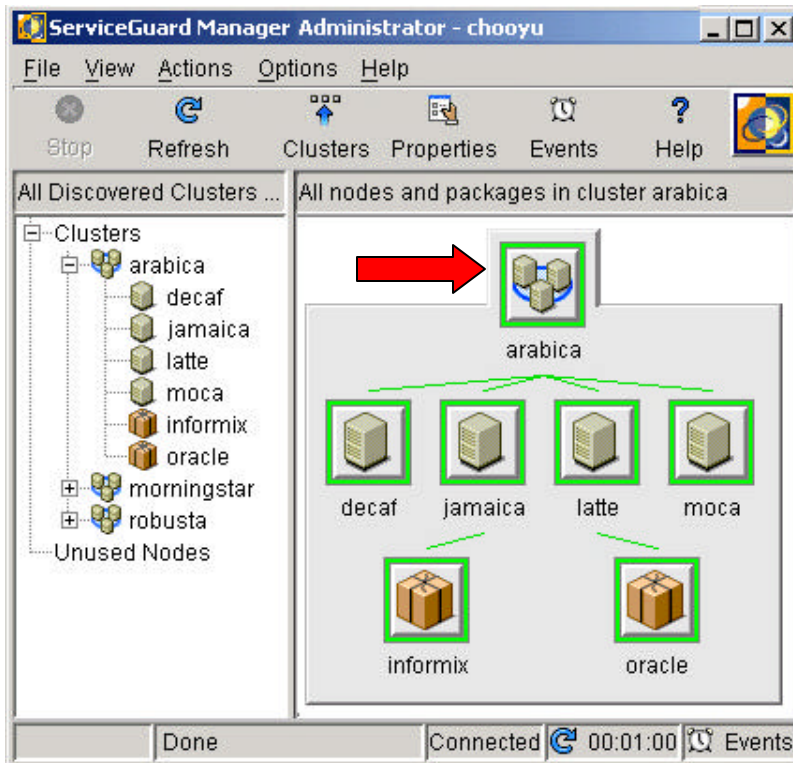 ServiceGuard Manager Administrator - chooyu
File View Actions Options Help
Stop Refresh Clusters Properties Events Help
All Discovered Clusters ...
All nodes and packages in cluster arabica
Clusters
arabica
decaf
jamaica
latte
moca
informix
oracle
morningstar
robusta
Unused Nodes
arabica
decaf jamaica latte moca
informix oracle
Done Connected 00:01:00 Events